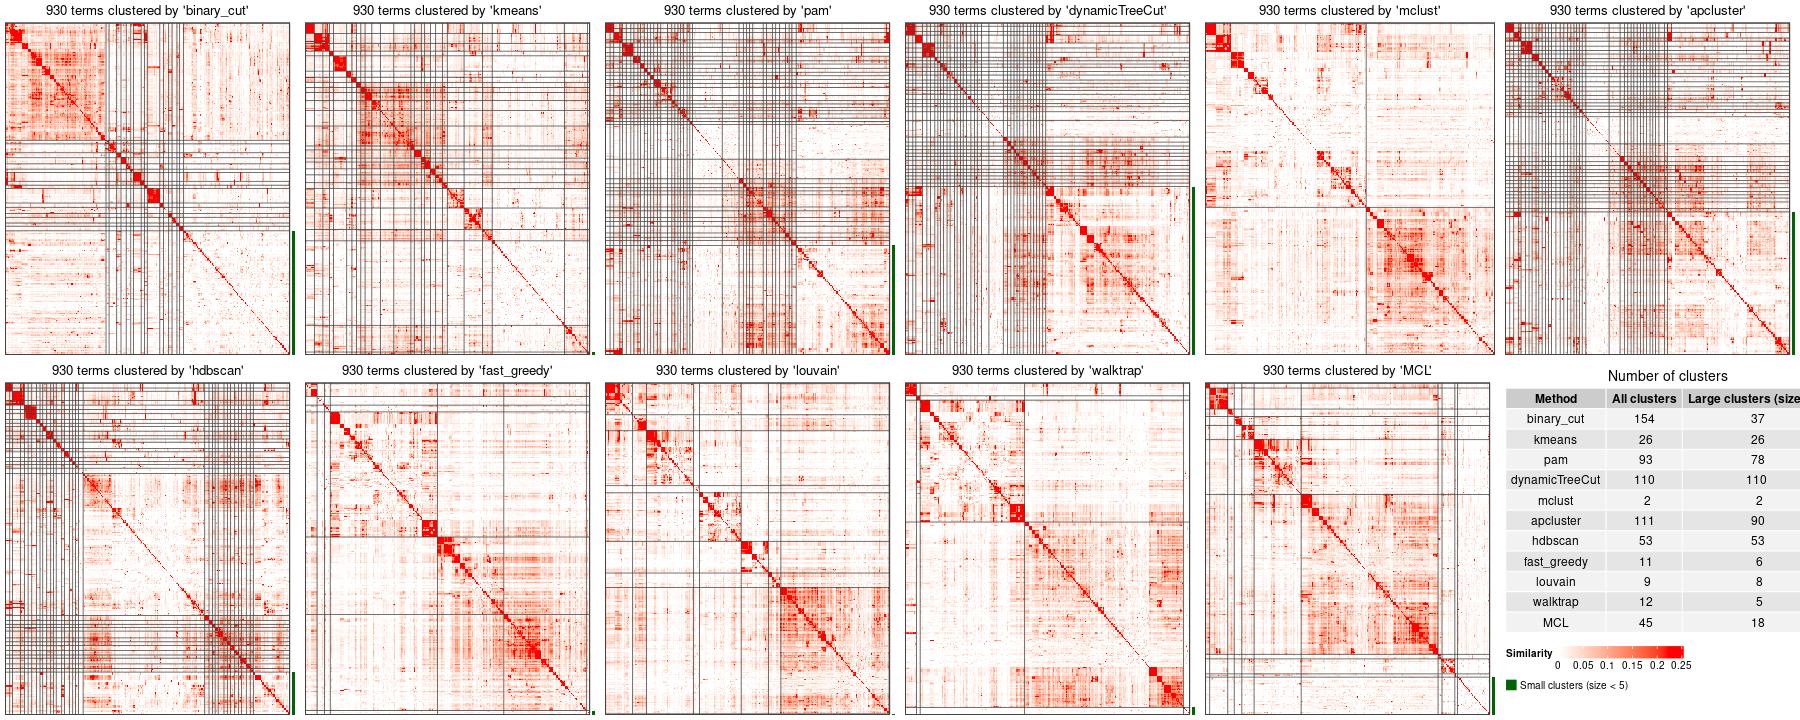 930 terms clustered by 'binary_cut'
930 terms clustered by 'kmeans'
930 terms clustered by 'pam'
930 terms clustered by 'dynamicTreeCut'
930 terms clustered by 'mclust'
930 terms clustered by 'apcluster'
930 terms clustered by 'hdbscan'
930 terms clustered by 'fast_greedy'
930 terms clustered by 'louvain'
930 terms clustered by 'walktrap'
930 terms clustered by 'MCL'
Number of clusters
Method All clusters Large clusters (size
binary_cut 154 37
kmeans 26 26
pam 93 78
dynamicTreeCut 110 110
mclust 2 2
apcluster 111 90
hdbscan 53 53
fast_greedy 11 6
louvain 9 8
walktrap 12 5
MCL 45 18
Similarity
0 0.05 0.1 0.15 0.2 0.25
Small clusters (size < 5)